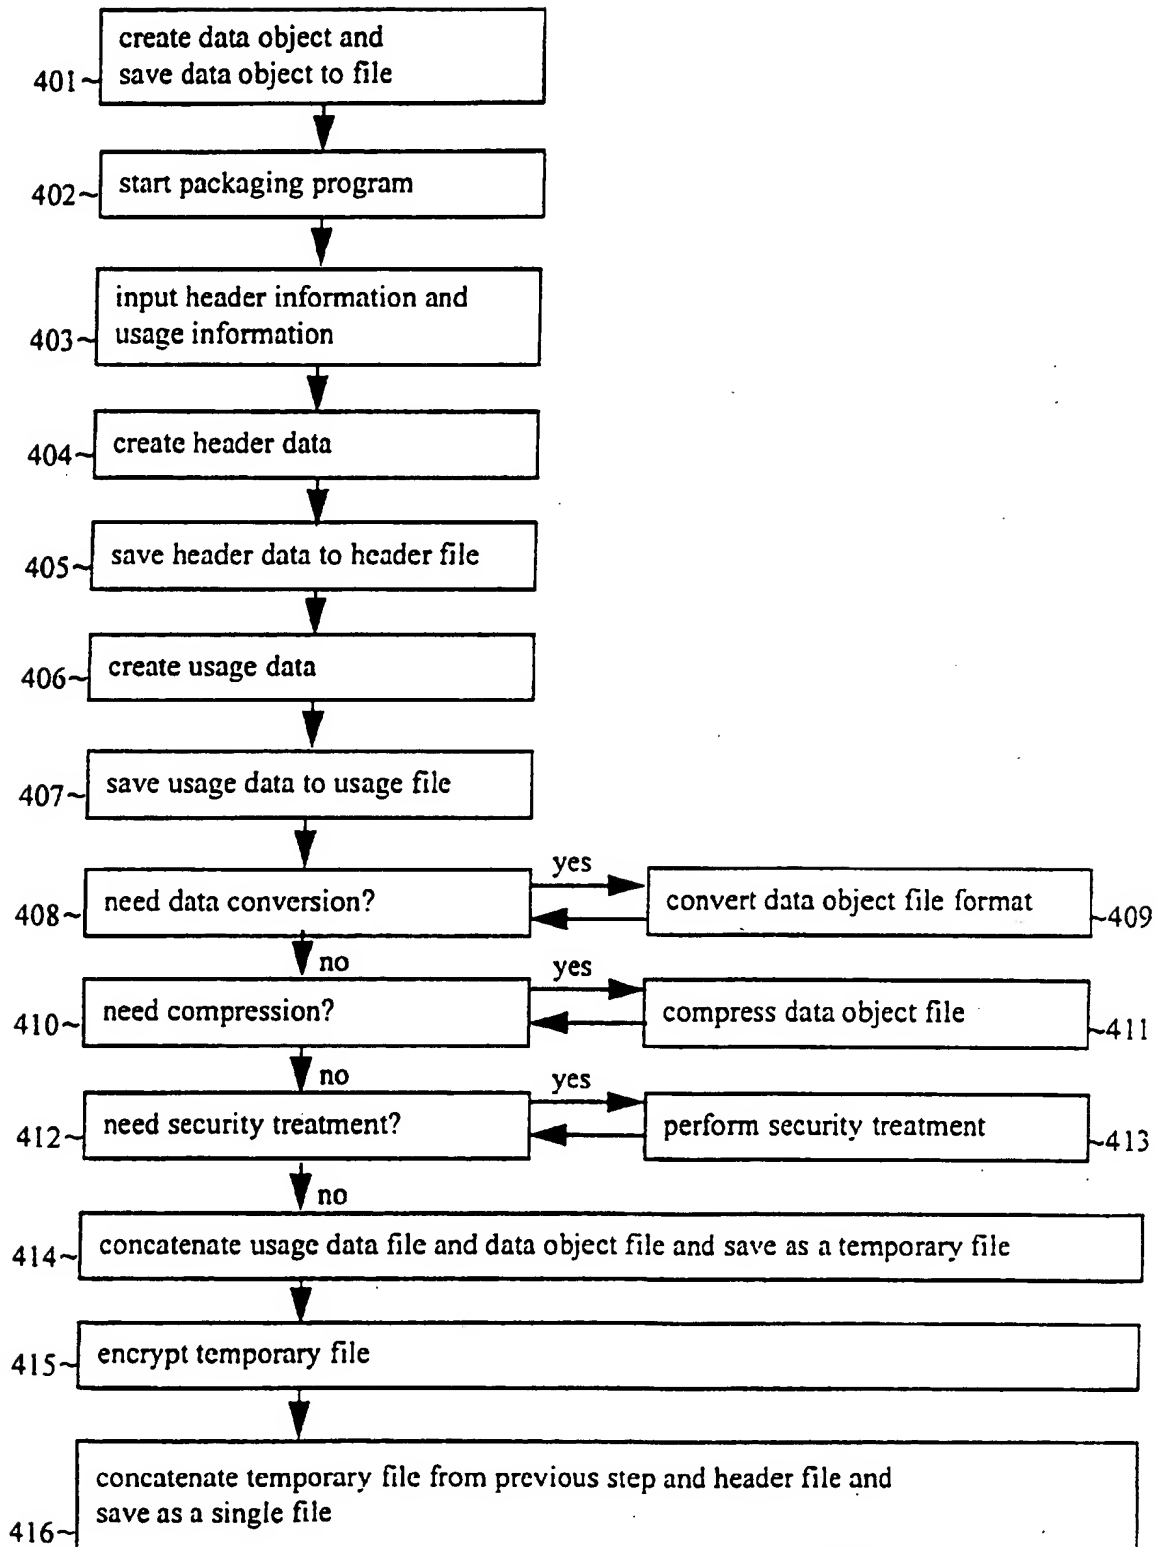 create data object and
save data object to file
401
start packaging program
402
input header information and
usage information
403
create header data
404
save header data to header file
405
create usage data
406
save usage data to usage file
407
need data conversion?
408
yes
convert data object file format
409
no
need compression?
410
yes
compress data object file
411
no
need security treatment?
412
yes
perform security treatment
413
no
concatenate usage data file and data object file and save as a temporary file
414
encrypt temporary file
415
concatenate temporary file from previous step and header file and
save as a single file
416